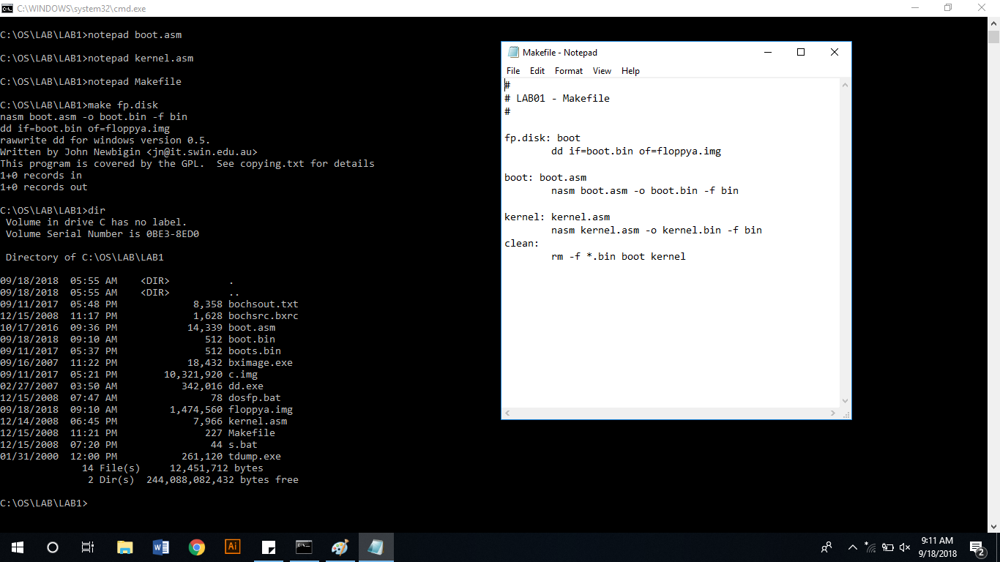 C:\WINDOWS\system32\cmd.exe
C:\OS\LAB\LAB1>notepad boot.asm
C:\OS\LAB\LAB1>notepad kernel.asm
C:\OS\LAB\LAB1>notepad Makefile
C:\OS\LAB\LAB1>make fp.disk
nasm boot.asm -o boot.bin -f bin
dd if=boot.bin of=floppya.img
rawwrite dd for windows version 0.5.
Written by John Newbigin <jn@it.swin.edu.au>
This program is covered by the GPL.  See copying.txt for details
1+0 records in
1+0 records out
C:\OS\LAB\LAB1>dir
 Volume in drive C has no label.
 Volume Serial Number is 0BE3-8ED0
 Directory of C:\OS\LAB\LAB1
09/18/2018  05:55 AM    <DIR>          .
09/18/2018  05:55 AM    <DIR>          ..
09/11/2017  05:48 PM             8,358 bochsout.txt
12/15/2008  11:17 PM             1,628 bochsrc.bxrc
10/17/2016  09:36 PM            14,339 boot.asm
09/18/2018  09:10 AM               512 boot.bin
09/11/2017  05:37 PM               512 boots.bin
09/16/2007  11:22 PM            18,432 bximage.exe
09/11/2017  05:21 PM        10,321,920 c.img
02/27/2007  03:50 AM           342,016 dd.exe
12/15/2008  07:47 AM                78 dosfp.bat
09/18/2018  09:10 AM         1,474,560 floppya.img
12/14/2008  06:45 PM             7,966 kernel.asm
12/15/2008  11:21 PM               227 Makefile
12/15/2008  07:20 PM                44 s.bat
01/31/2000  12:00 PM           261,120 tdump.exe
              14 File(s)     12,451,712 bytes
               2 Dir(s)  244,088,082,432 bytes free
C:\OS\LAB\LAB1>
Makefile - Notepad
File Edit Format View Help
#
# LAB01 - Makefile
#
fp.disk: boot
        dd if=boot.bin of=floppya.img
boot: boot.asm
        nasm boot.asm -o boot.bin -f bin
kernel: kernel.asm
        nasm kernel.asm -o kernel.bin -f bin
clean:
        rm -f *.bin boot kernel
Ai
9:11 AM
9/18/2018
2